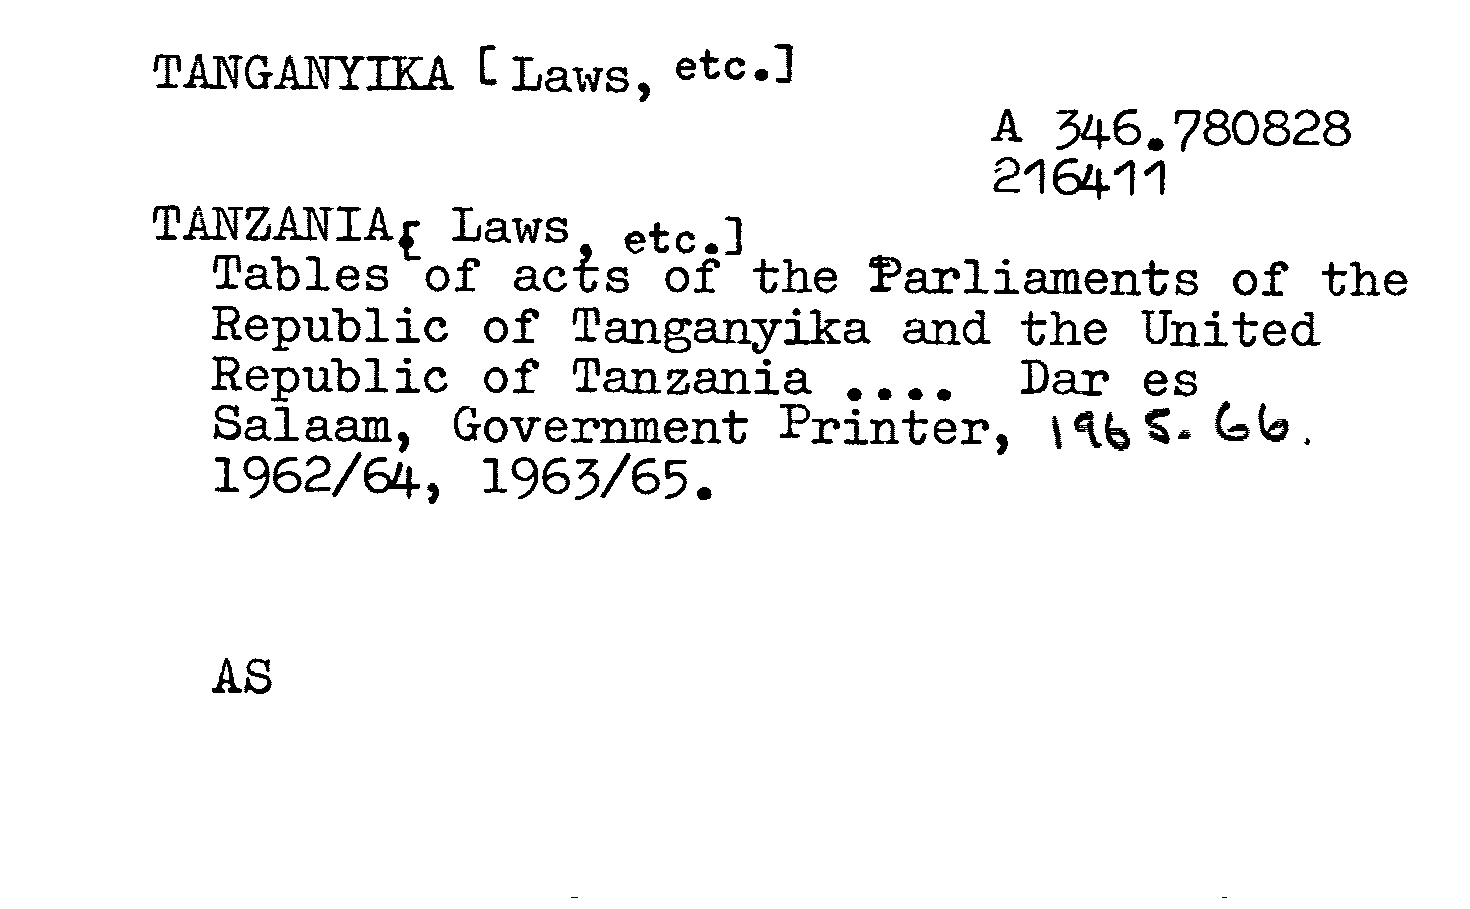 TANGANYIKA [ Laws, etc.]
A 346.780828
216411
TANZANIA[ Laws, etc.]
Tables of acts of the Parliaments of the
Republic of Tanganyika and the United
Republic of Tanzania .... Dar es
Salaam, Government Printer, 1965-66.
1962/64, 1963/65.
AS